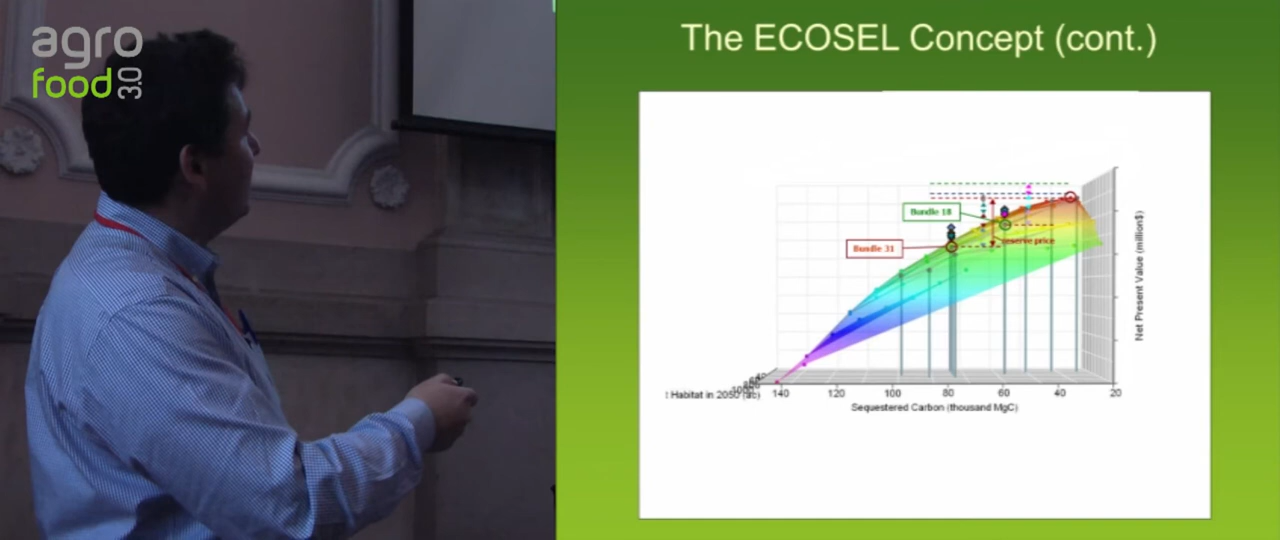 agro
food 3.0
The ECOSEL Concept (cont.)
Bundle 18
Bundle 31
reserve price
Net Present Value (million$)
t Habitat in 2050 (ac)
140
120
100
80
60
40
20
Sequestered Carbon (thousand MgC)